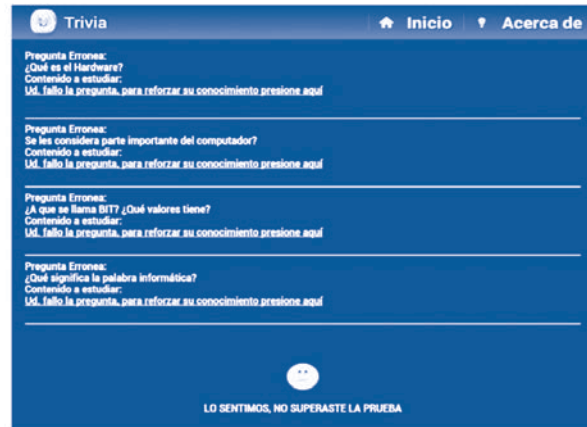 Trivia
Inicio
Acerca de
Pregunta Erronea:
¿Qué es el Hardware?
Contenido a estudiar:
Ud. fallo la pregunta, para reforzar su conocimiento presione aquí
Pregunta Erronea:
Se les considera parte importante del computador?
Contenido a estudiar:
Ud. fallo la pregunta, para reforzar su conocimiento presione aquí
Pregunta Erronea:
¿A que se llama BIT? ¿Qué valores tiene?
Contenido a estudiar:
Ud. fallo la pregunta, para reforzar su conocimiento presione aquí
Pregunta Erronea:
¿Qué significa la palabra informática?
Contenido a estudiar:
Ud. fallo la pregunta, para reforzar su conocimiento presione aquí
LO SENTIMOS, NO SUPERASTE LA PRUEBA